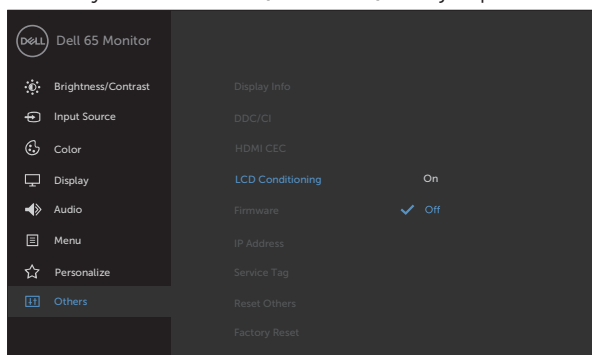 DELL Dell 65 Monitor
Brightness/Contrast
Display Info
Input Source
DDC/CI
Color
HDMI CEC
Display
LCD Conditioning On
Audio
Firmware Off
Menu
IP Address
Personalize
Service Tag
Others
Reset Others
Factory Reset